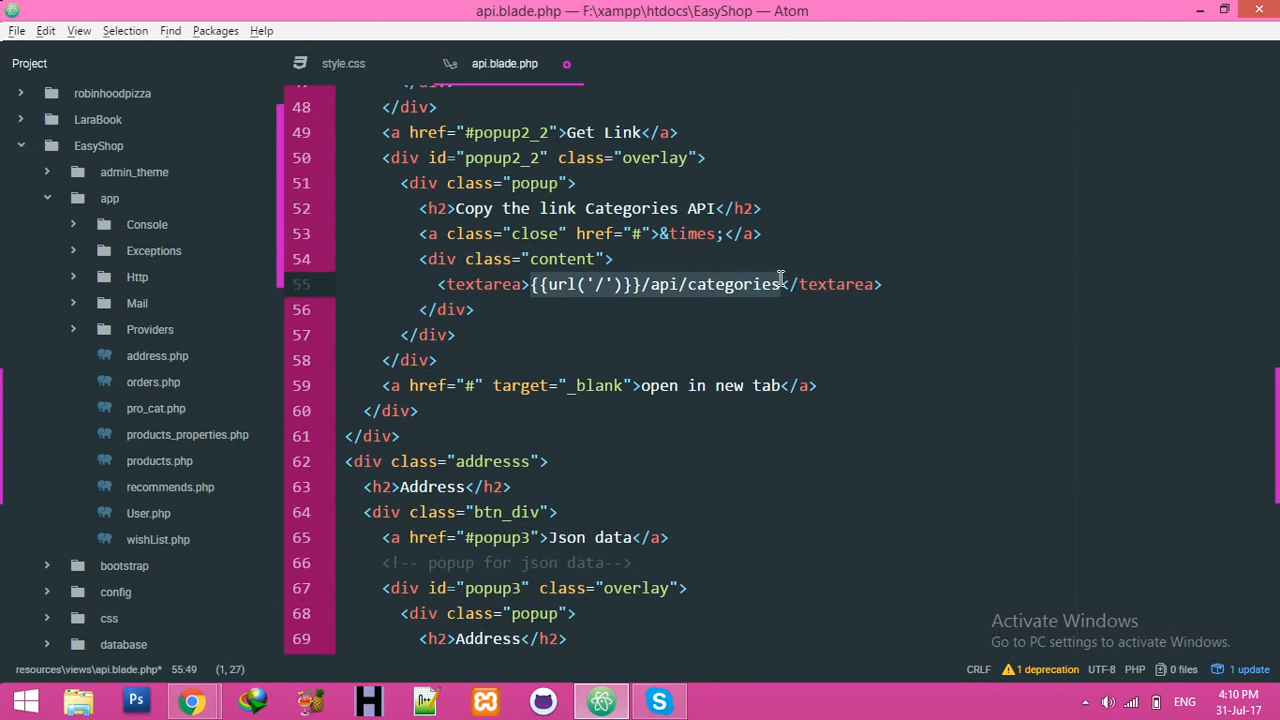 api.blade.php — F:\xampp\htdocs\EasyShop — Atom
File Edit View Selection Find Packages Help
Project
style.css
api.blade.php
robinhoodpizza
LaraBook
EasyShop
admin_theme
app
Console
Exceptions
Http
Mail
Providers
address.php
orders.php
pro_cat.php
products_properties.php
products.php
recommends.php
User.php
wishList.php
bootstrap
config
css
database
48 </div>
49 <a href="#popup2_2">Get Link</a>
50 <div id="popup2_2" class="overlay">
51 <div class="popup">
52 <h2>Copy the link Categories API</h2>
53 <a class="close" href="#">&times;</a>
54 <div class="content">
55 <textarea>{{url('/')}}/api/categories</textarea>
56 </div>
57 </div>
58 </div>
59 <a href="#" target="_blank">open in new tab</a>
60 </div>
61 </div>
62 <div class="addresss">
63 <h2>Address</h2>
64 <div class="btn_div">
65 <a href="#popup3">Json data</a>
66 <!-- popup for json data-->
67 <div id="popup3" class="overlay">
68 <div class="popup">
69 <h2>Address</h2>
Activate Windows
Go to PC settings to activate Windows.
resources\views\api.blade.php* 55:49 (1, 27)
CRLF 1 deprecation UTF-8 PHP 0 files 1 update
Ps
H
ENG
4:10 PM
31-Jul-17